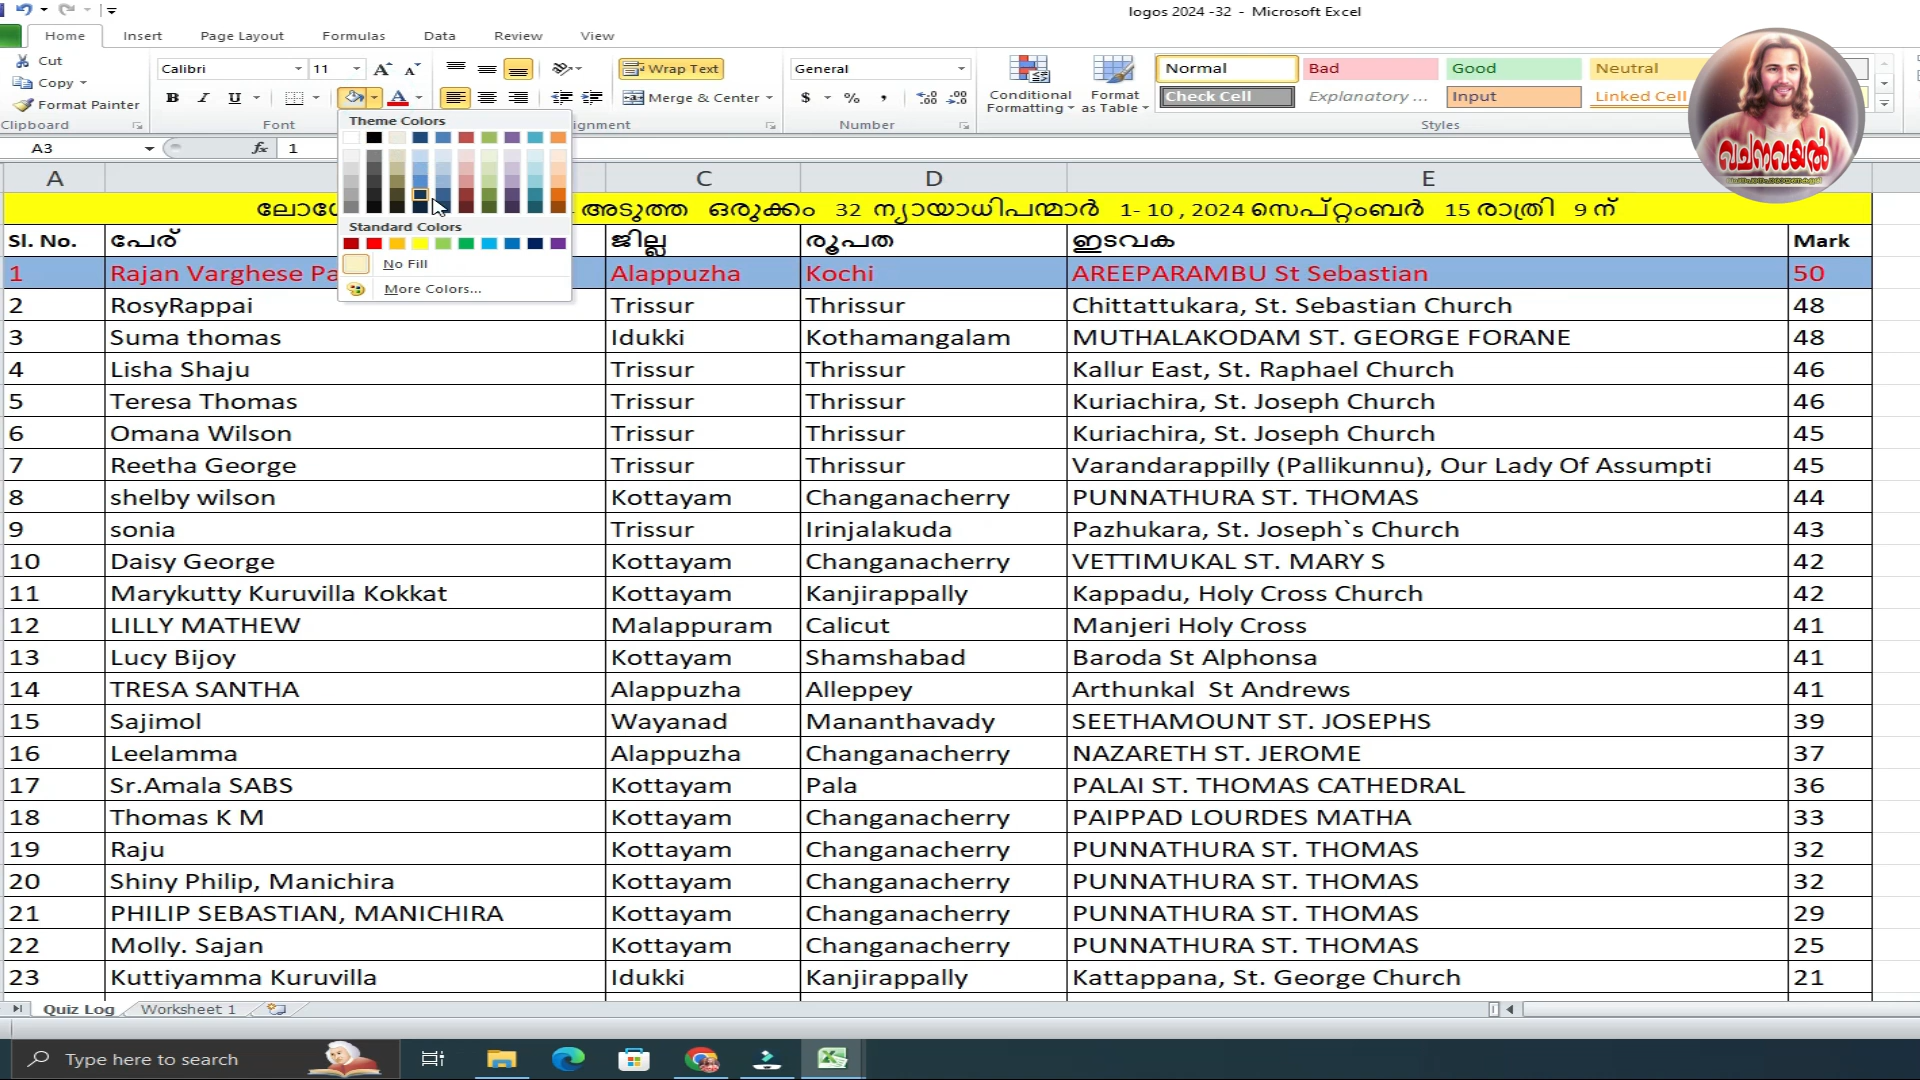 logos 2024 -32 - Microsoft Excel
Home Insert Page Layout Formulas Data Review View
Cut
Copy
Format Painter
Clipboard
Calibri 11
B I U
Font
Wrap Text
Merge & Center
ignment
General
$ % ,
Number
Conditional Formatting
Format as Table
Normal Bad Good Neutral
Check Cell Explanatory ... Input Linked Cell
Styles
വചനവയൽ
A3 fx 1
Theme Colors
Standard Colors
No Fill
More Colors...
A C D E
ലോഗോ അടുത്ത ഒരുക്കം 32 ന്യായാധിപന്മാർ 1- 10 , 2024 സെപ്റ്റംബർ 15 രാത്രി 9 ന്
Sl. No. പേര് ജില്ല രൂപത ഇടവക Mark
1 Rajan Varghese Pa Alappuzha Kochi AREEPARAMBU St Sebastian 50
2 RosyRappai Trissur Thrissur Chittattukara, St. Sebastian Church 48
3 Suma thomas Idukki Kothamangalam MUTHALAKODAM ST. GEORGE FORANE 48
4 Lisha Shaju Trissur Thrissur Kallur East, St. Raphael Church 46
5 Teresa Thomas Trissur Thrissur Kuriachira, St. Joseph Church 46
6 Omana Wilson Trissur Thrissur Kuriachira, St. Joseph Church 45
7 Reetha George Trissur Thrissur Varandarappilly (Pallikunnu), Our Lady Of Assumpti 45
8 shelby wilson Kottayam Changanacherry PUNNATHURA ST. THOMAS 44
9 sonia Trissur Irinjalakuda Pazhukara, St. Joseph`s Church 43
10 Daisy George Kottayam Changanacherry VETTIMUKAL ST. MARY S 42
11 Marykutty Kuruvilla Kokkat Kottayam Kanjirappally Kappadu, Holy Cross Church 42
12 LILLY MATHEW Malappuram Calicut Manjeri Holy Cross 41
13 Lucy Bijoy Kottayam Shamshabad Baroda St Alphonsa 41
14 TRESA SANTHA Alappuzha Alleppey Arthunkal St Andrews 41
15 Sajimol Wayanad Mananthavady SEETHAMOUNT ST. JOSEPHS 39
16 Leelamma Alappuzha Changanacherry NAZARETH ST. JEROME 37
17 Sr.Amala SABS Kottayam Pala PALAI ST. THOMAS CATHEDRAL 36
18 Thomas K M Kottayam Changanacherry PAIPPAD LOURDES MATHA 33
19 Raju Kottayam Changanacherry PUNNATHURA ST. THOMAS 32
20 Shiny Philip, Manichira Kottayam Changanacherry PUNNATHURA ST. THOMAS 32
21 PHILIP SEBASTIAN, MANICHIRA Kottayam Changanacherry PUNNATHURA ST. THOMAS 29
22 Molly. Sajan Kottayam Changanacherry PUNNATHURA ST. THOMAS 25
23 Kuttiyamma Kuruvilla Idukki Kanjirappally Kattappana, St. George Church 21
Quiz Log Worksheet 1
Type here to search